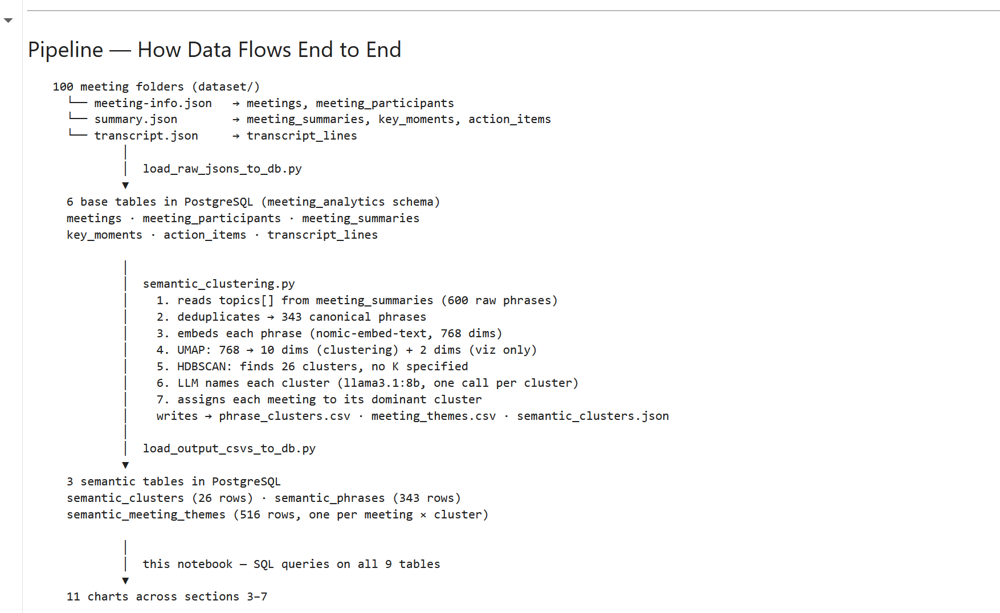 Pipeline — How Data Flows End to End
100 meeting folders (dataset/)
└── meeting-info.json → meetings, meeting_participants
└── summary.json → meeting_summaries, key_moments, action_items
└── transcript.json → transcript_lines
│
│ load_raw_jsons_to_db.py
▼
6 base tables in PostgreSQL (meeting_analytics schema)
meetings · meeting_participants · meeting_summaries
key_moments · action_items · transcript_lines
│
│ semantic_clustering.py
│ 1. reads topics[] from meeting_summaries (600 raw phrases)
│ 2. deduplicates → 343 canonical phrases
│ 3. embeds each phrase (nomic-embed-text, 768 dims)
│ 4. UMAP: 768 → 10 dims (clustering) + 2 dims (viz only)
│ 5. HDBSCAN: finds 26 clusters, no K specified
│ 6. LLM names each cluster (llama3.1:8b, one call per cluster)
│ 7. assigns each meeting to its dominant cluster
│ writes → phrase_clusters.csv · meeting_themes.csv · semantic_clusters.json
│
│ load_output_csvs_to_db.py
▼
3 semantic tables in PostgreSQL
semantic_clusters (26 rows) · semantic_phrases (343 rows)
semantic_meeting_themes (516 rows, one per meeting × cluster)
│
│ this notebook — SQL queries on all 9 tables
▼
11 charts across sections 3–7